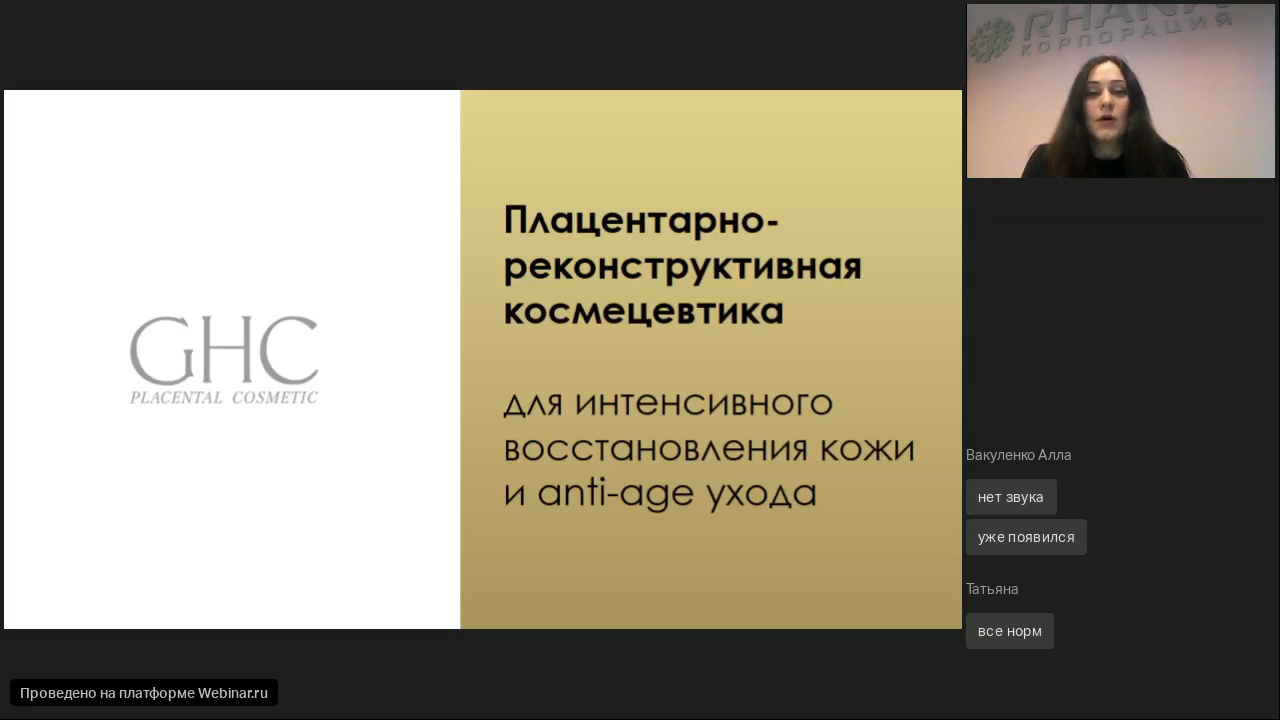 GHC
PLACENTAL COSMETIC
Плацентарно-
реконструктивная
космецевтика
для интенсивного
восстановления кожи
и anti-age ухода
КОРПОРАЦИЯ
Вакуленко Алла
нет звука
уже появился
Татьяна
все норм
Проведено на платформе Webinar.ru